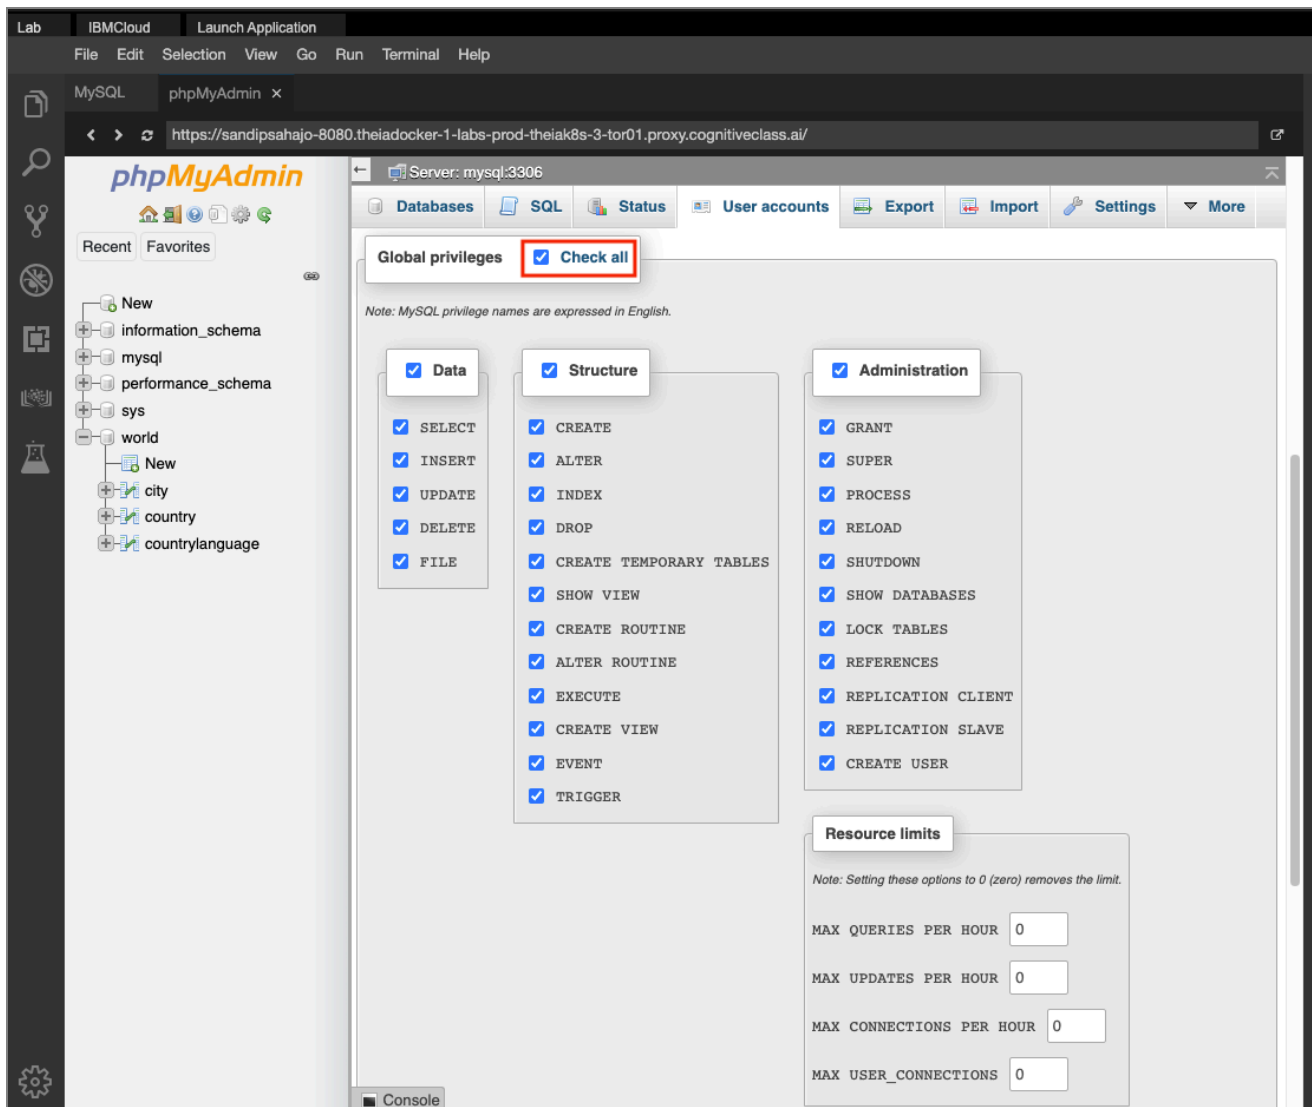 Lab IBMCloud Launch Application
File Edit Selection View Go Run Terminal Help
MySQL phpMyAdmin ×
https://sandipsahajo-8080.theiadocker-1-labs-prod-theiak8s-3-tor01.proxy.cognitiveclass.ai/
phpMyAdmin
Recent Favorites
New
information_schema
mysql
performance_schema
sys
world
New
city
country
countrylanguage
Server: mysql:3306
Databases SQL Status User accounts Export Import Settings More
Global privileges Check all
Note: MySQL privilege names are expressed in English.
Data
SELECT
INSERT
UPDATE
DELETE
FILE
Structure
CREATE
ALTER
INDEX
DROP
CREATE TEMPORARY TABLES
SHOW VIEW
CREATE ROUTINE
ALTER ROUTINE
EXECUTE
CREATE VIEW
EVENT
TRIGGER
Administration
GRANT
SUPER
PROCESS
RELOAD
SHUTDOWN
SHOW DATABASES
LOCK TABLES
REFERENCES
REPLICATION CLIENT
REPLICATION SLAVE
CREATE USER
Resource limits
Note: Setting these options to 0 (zero) removes the limit.
MAX QUERIES PER HOUR 0
MAX UPDATES PER HOUR 0
MAX CONNECTIONS PER HOUR 0
MAX USER_CONNECTIONS 0
Console